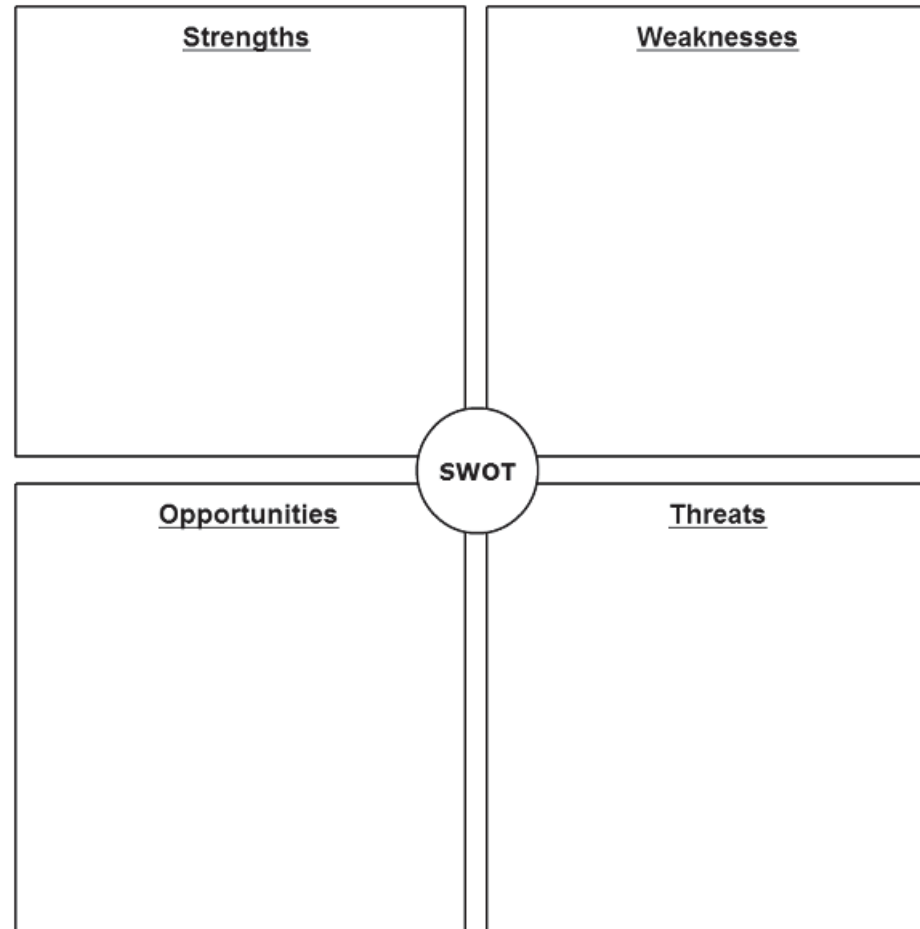 Strengths
Weaknesses
SWOT
Opportunities
Threats